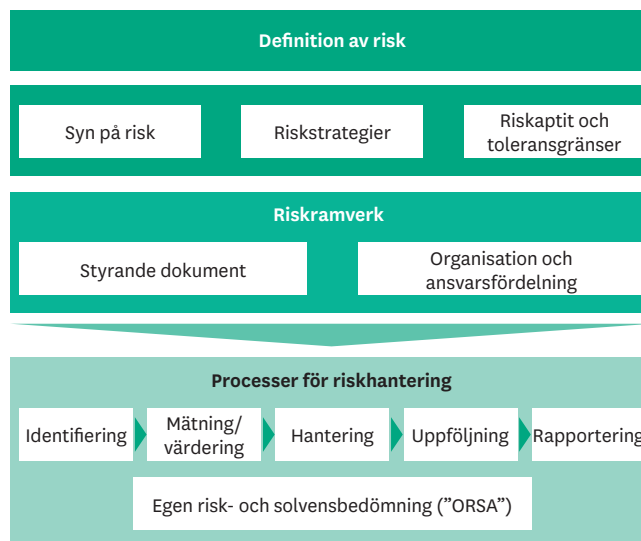 Definition av risk
Syn på risk
Riskstrategier
Riskaptit och
toleransgränser
Riskramverk
Styrande dokument
Organisation och
ansvarsfördelning
Processer för riskhantering
Identifiering
Mätning/
värdering
Hantering
Uppföljning
Rapportering
Egen risk- och solvensbedömning (”ORSA”)